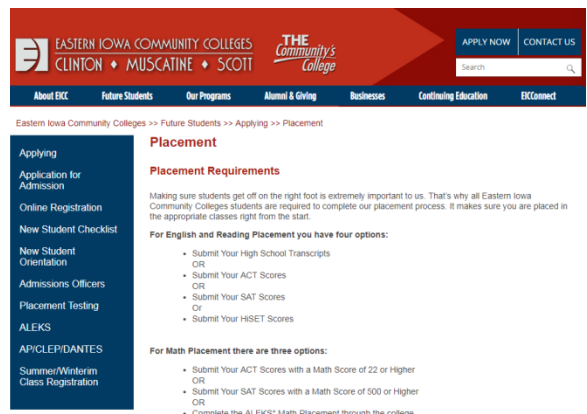 EASTERN IOWA COMMUNITY COLLEGES
CLINTON ♦ MUSCATINE ♦ SCOTT
THE
Community's
College
APPLY NOW
CONTACT US
Search
About EICC
Future Students
Our Programs
Alumni & Giving
Businesses
Continuing Education
EICConnect
Eastern Iowa Community Colleges >> Future Students >> Applying >> Placement
Applying
Application for
Admission
Online Registration
New Student Checklist
New Student
Orientation
Admissions Officers
Placement Testing
ALEKS
AP/CLEP/DANTES
Summer/Winterim
Class Registration
Placement
Placement Requirements
Making sure students get off on the right foot is extremely important to us. That's why all Eastern Iowa
Community Colleges students are required to complete our placement process. It makes sure you are placed in
the appropriate classes right from the start.
For English and Reading Placement you have four options:
• Submit Your High School Transcripts
OR
• Submit Your ACT Scores
OR
• Submit Your SAT Scores
Or
• Submit Your HiSET Scores
For Math Placement there are three options:
• Submit Your ACT Scores with a Math Score of 22 or Higher
OR
• Submit Your SAT Scores with a Math Score of 500 or Higher
OR
• Complete the ALEKS* Math Placement through the college